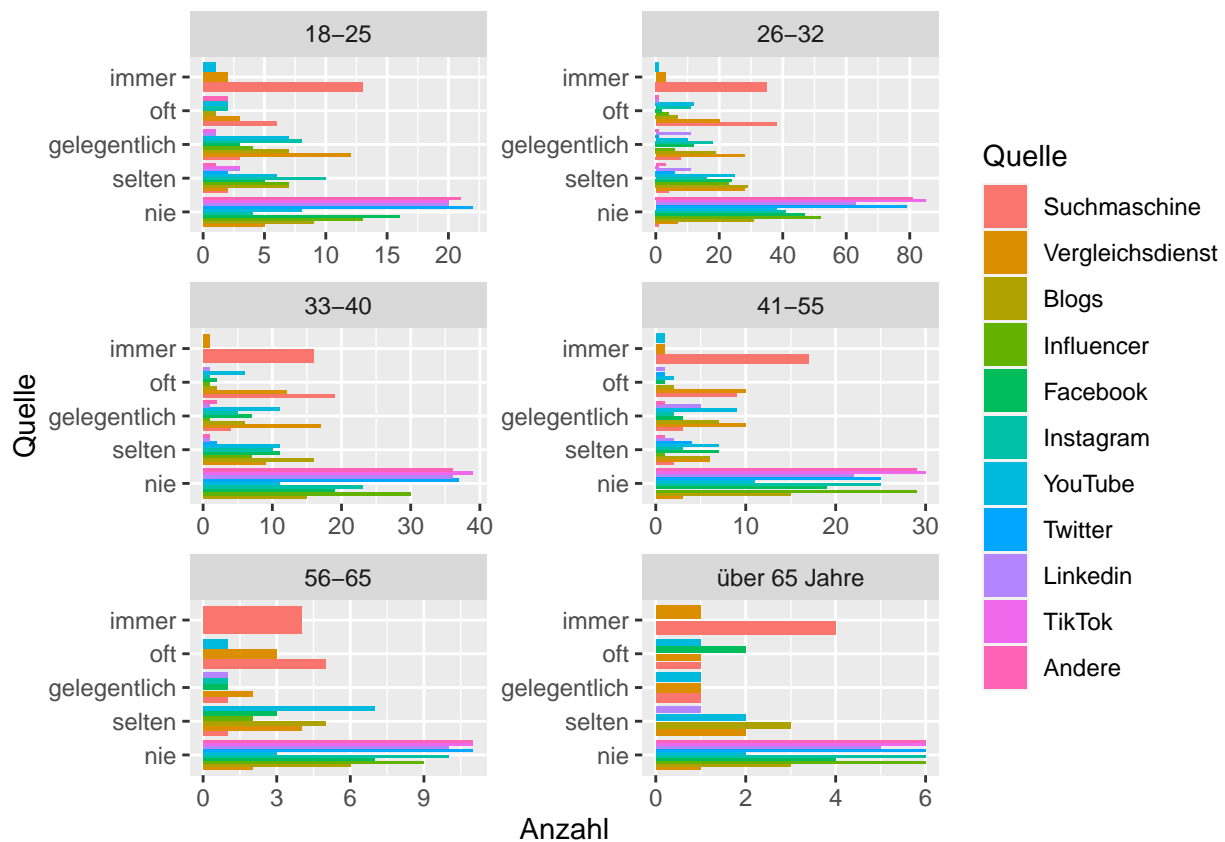 18−25
26−32
immer
oft
gelegentlich
selten
nie
0 5 10 15 20
immer
oft
gelegentlich
selten
nie
0 20 40 60 80
33−40
41−55
immer
oft
gelegentlich
selten
nie
0 10 20 30 40
immer
oft
gelegentlich
selten
nie
0 10 20 30
56−65
über 65 Jahre
immer
oft
gelegentlich
selten
nie
0 3 6 9
immer
oft
gelegentlich
selten
nie
0 2 4 6
Quelle
Anzahl
Quelle
Suchmaschine
Vergleichsdienst
Blogs
Influencer
Facebook
Instagram
YouTube
Twitter
Linkedin
TikTok
Andere